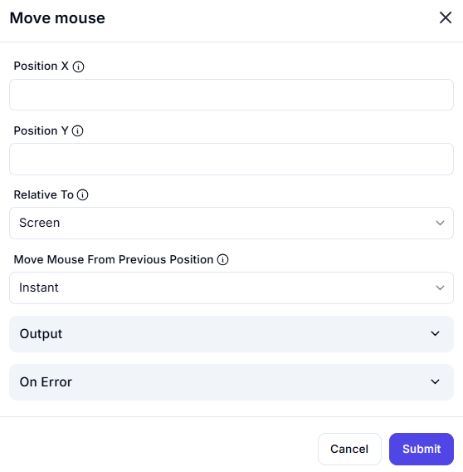 Move mouse
Position X
Position Y
Relative To
Screen
Move Mouse From Previous Position
Instant
Output
On Error
Cancel
Submit